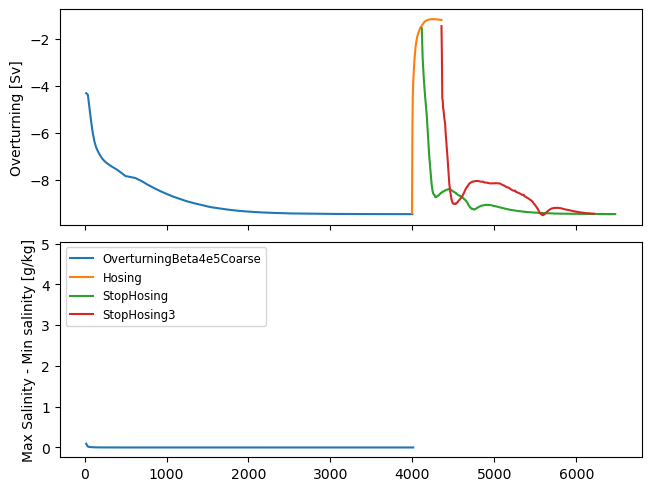 −2
−4
−6
−8
Overturning [Sv]
5
4
3
2
1
0
Max Salinity - Min salinity [g/kg]
OverturningBeta4e5Coarse
Hosing
StopHosing
StopHosing3
0 1000 2000 3000 4000 5000 6000